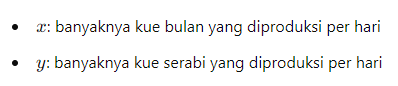 • x: banyaknya kue bulan yang diproduksi per hari
• y: banyaknya kue serabi yang diproduksi per hari